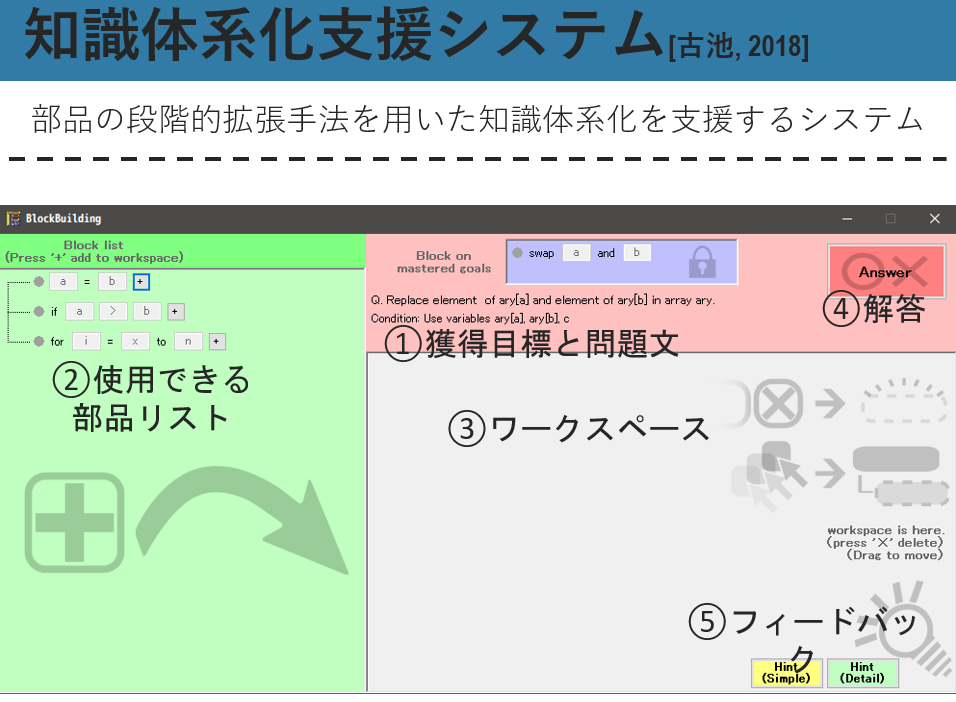 知識体系化支援システム[古池, 2018]
部品の段階的拡張手法を用いた知識体系化を支援するシステム
BlockBuilding
Block list
(Press '+' add to workspace)
a = b +
if a > b +
for i = x to n +
②使用できる
部品リスト
Block on
mastered goals
swap a and b
Answer
Q. Replace element of ary[a] and element of ary[b] in array ary.
Condition: Use variables ary[a], ary[b], c
①獲得目標と問題文
④解答
③ワークスペース
workspace is here.
(press '×' delete)
(Drag to move)
⑤フィードバッ
ク
Hint
(Simple)
Hint
(Detail)